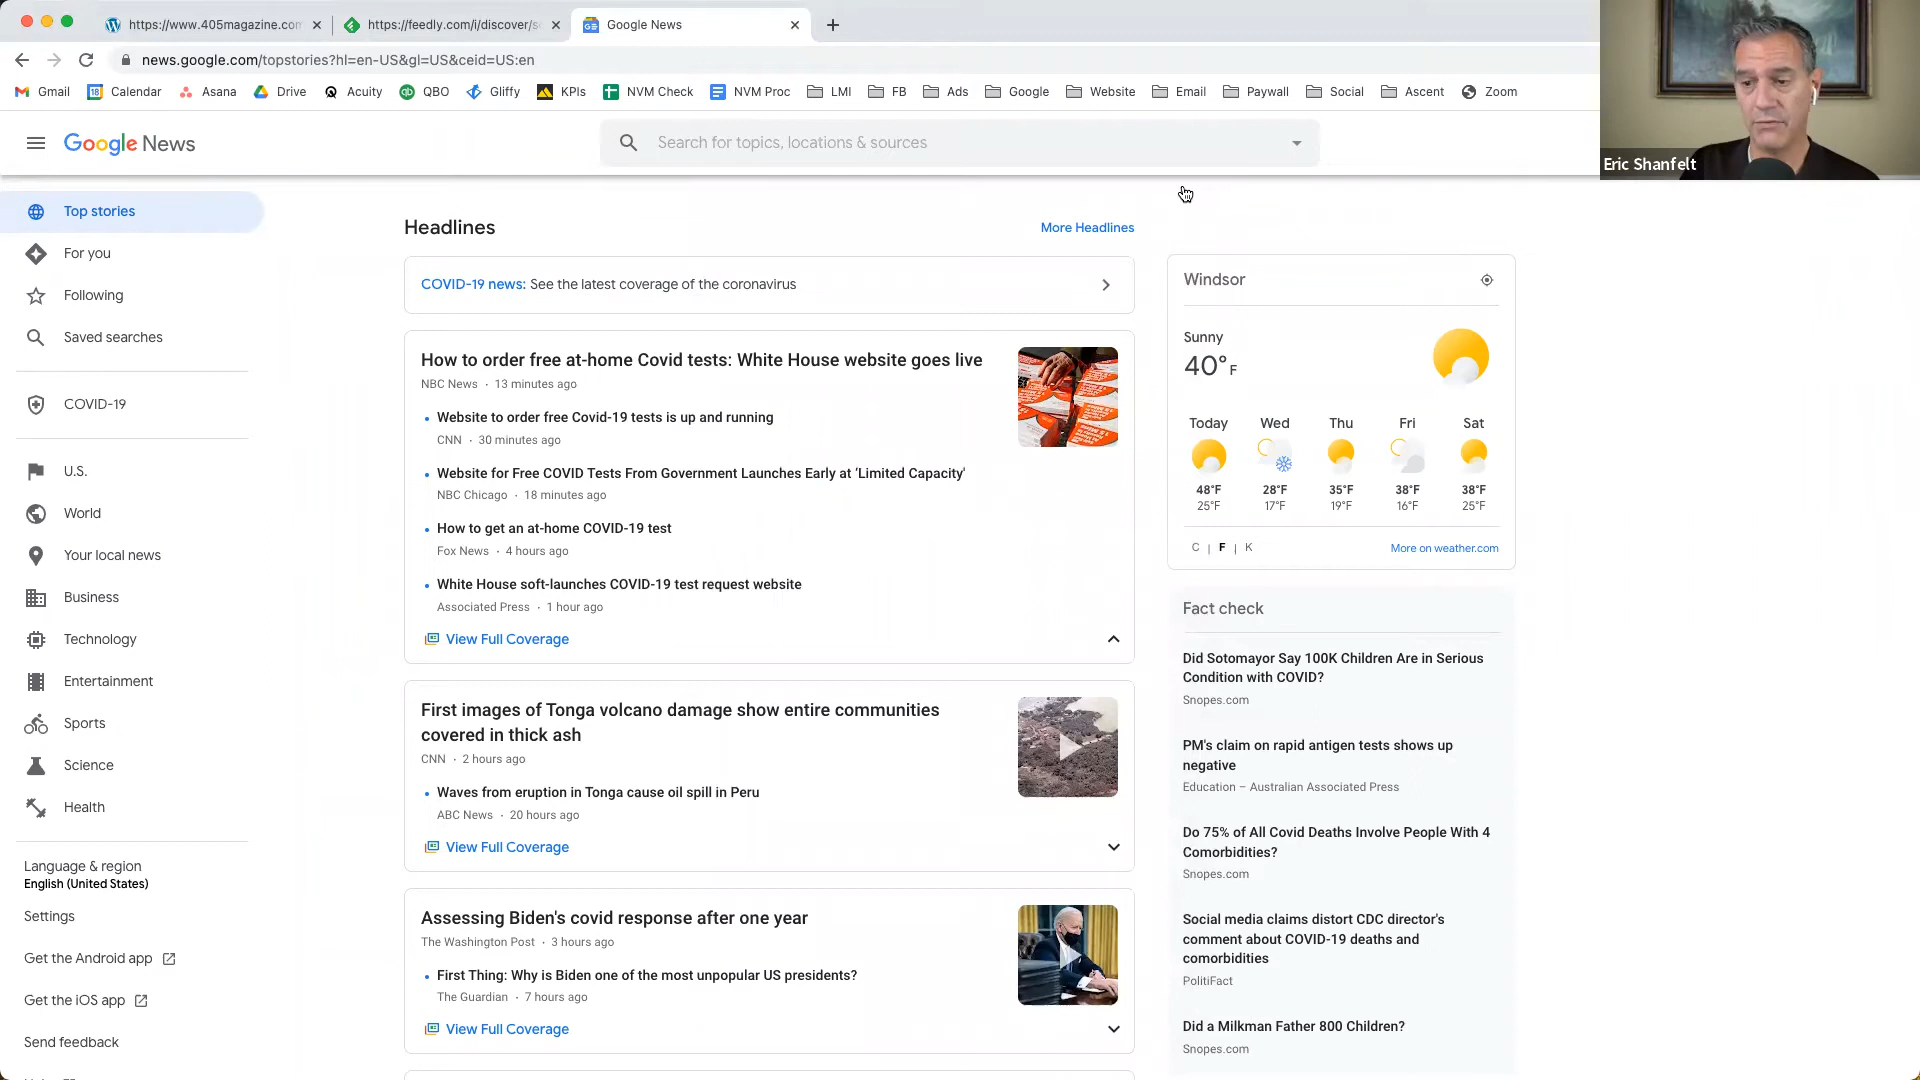 https://www.405magazine.com
https://feedly.com/i/discover/so
Google News
news.google.com/topstories?hl=en-US&gl=US&ceid=US:en
Gmail
18
Calendar
Asana
Drive
Acuity
QBO
Gliffy
KPIs
NVM Check
NVM Proc
LMI
FB
Ads
Google
Website
Email
Paywall
Social
Ascent
Zoom
Eric Shanfelt
Google News
Search for topics, locations & sources
Top stories
For you
Following
Saved searches
COVID-19
U.S.
World
Your local news
Business
Technology
Entertainment
Sports
Science
Health
Language & region
English (United States)
Settings
Get the Android app
Get the iOS app
Send feedback
Headlines
More Headlines
COVID-19 news: See the latest coverage of the coronavirus
How to order free at-home Covid tests: White House website goes live
NBC News · 13 minutes ago
Website to order free Covid-19 tests is up and running
CNN · 30 minutes ago
Website for Free COVID Tests From Government Launches Early at ‘Limited Capacity’
NBC Chicago · 18 minutes ago
How to get an at-home COVID-19 test
Fox News · 4 hours ago
White House soft-launches COVID-19 test request website
Associated Press · 1 hour ago
View Full Coverage
First images of Tonga volcano damage show entire communities
covered in thick ash
CNN · 2 hours ago
Waves from eruption in Tonga cause oil spill in Peru
ABC News · 20 hours ago
View Full Coverage
Assessing Biden's covid response after one year
The Washington Post · 3 hours ago
First Thing: Why is Biden one of the most unpopular US presidents?
The Guardian · 7 hours ago
View Full Coverage
Windsor
Sunny
40°F
Today Wed Thu Fri Sat
48°F 28°F 35°F 38°F 38°F
25°F 17°F 19°F 16°F 25°F
C | F | K
More on weather.com
Fact check
Did Sotomayor Say 100K Children Are in Serious
Condition with COVID?
Snopes.com
PM's claim on rapid antigen tests shows up
negative
Education – Australian Associated Press
Do 75% of All Covid Deaths Involve People With 4
Comorbidities?
Snopes.com
Social media claims distort CDC director's
comment about COVID-19 deaths and
comorbidities
PolitiFact
Did a Milkman Father 800 Children?
Snopes.com